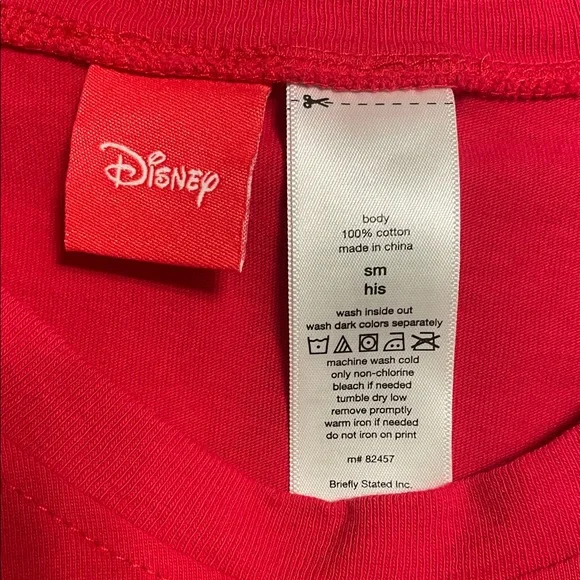 Disney
body
100% cotton
made in china
sm
his
wash inside out
wash dark colors separately
machine wash cold
only non-chlorine
bleach if needed
tumble dry low
remove promptly
warm iron if needed
do not iron on print
rn# 82457
Briefly Stated Inc.